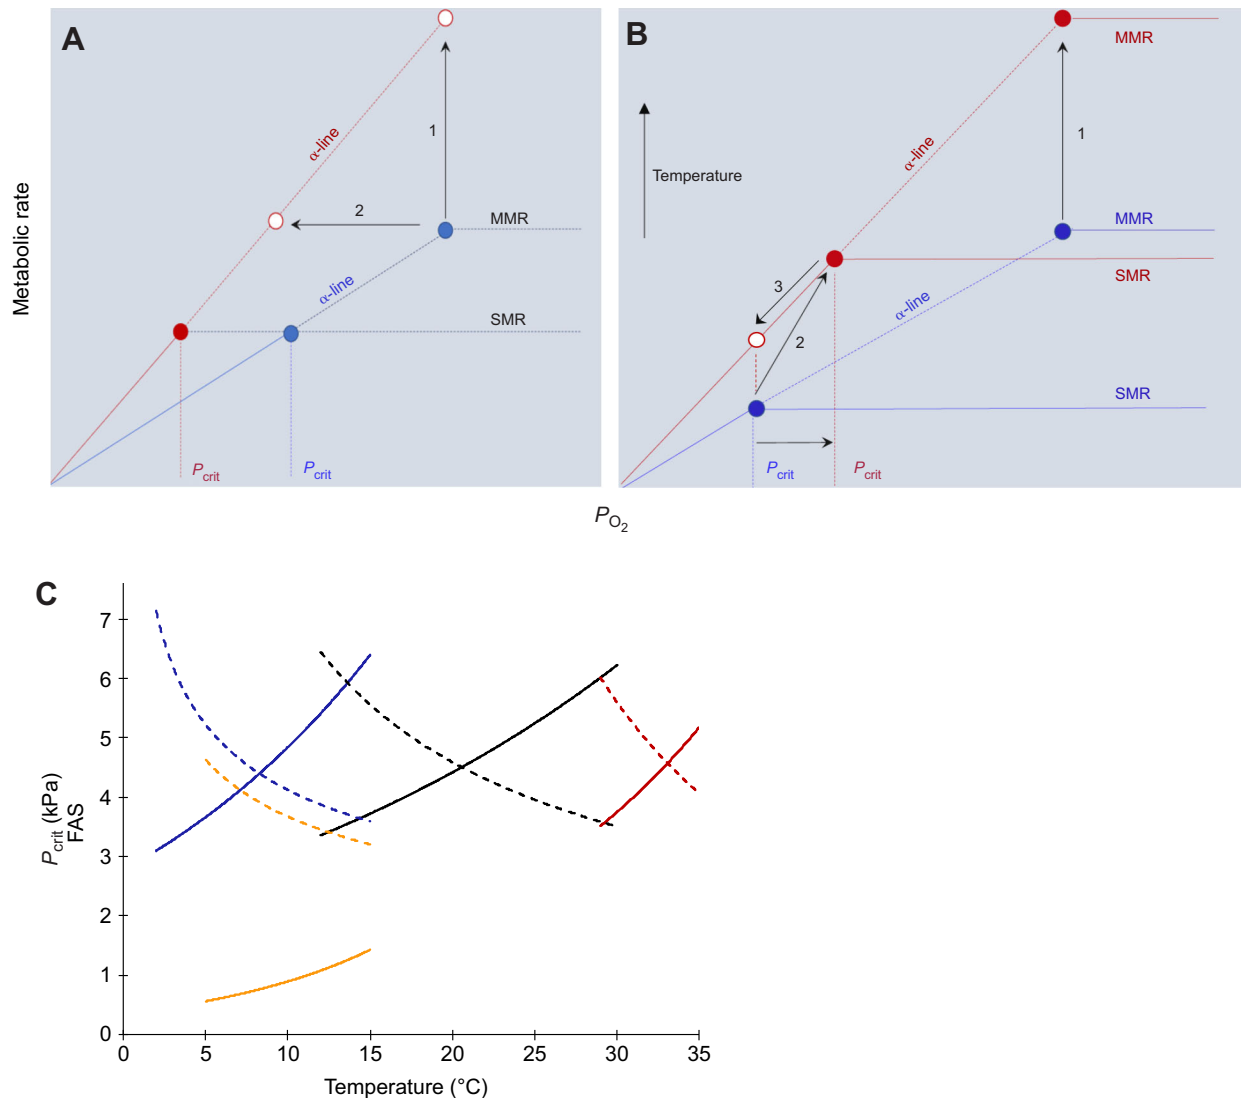 A
α-line
1
2
MMR
α-line
SMR
Pcrit
Pcrit
B
MMR
α-line
1
Temperature
MMR
SMR
3
α-line
2
SMR
Pcrit
Pcrit
Metabolic rate
PO2
C
7
6
5
4
3
2
1
0
Pcrit (kPa)
FAS
0
5
10
15
20
25
30
35
Temperature (°C)